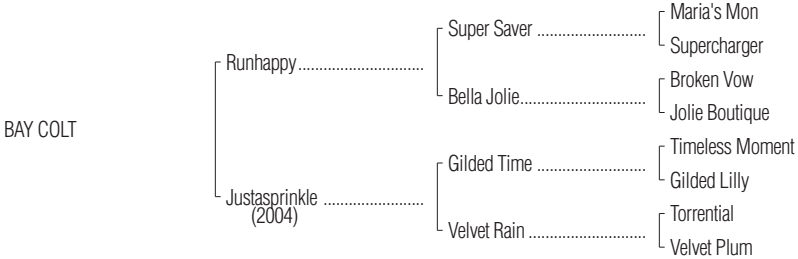 Maria's Mon
Super Saver ..........................
Supercharger
Runhappy..............................
Broken Vow
Bella Jolie..............................
Jolie Boutique
BAY COLT
Timeless Moment
Gilded Time ..........................
Gilded Lilly
Justasprinkle ........................
(2004)
Torrential
Velvet Rain ............................
Velvet Plum